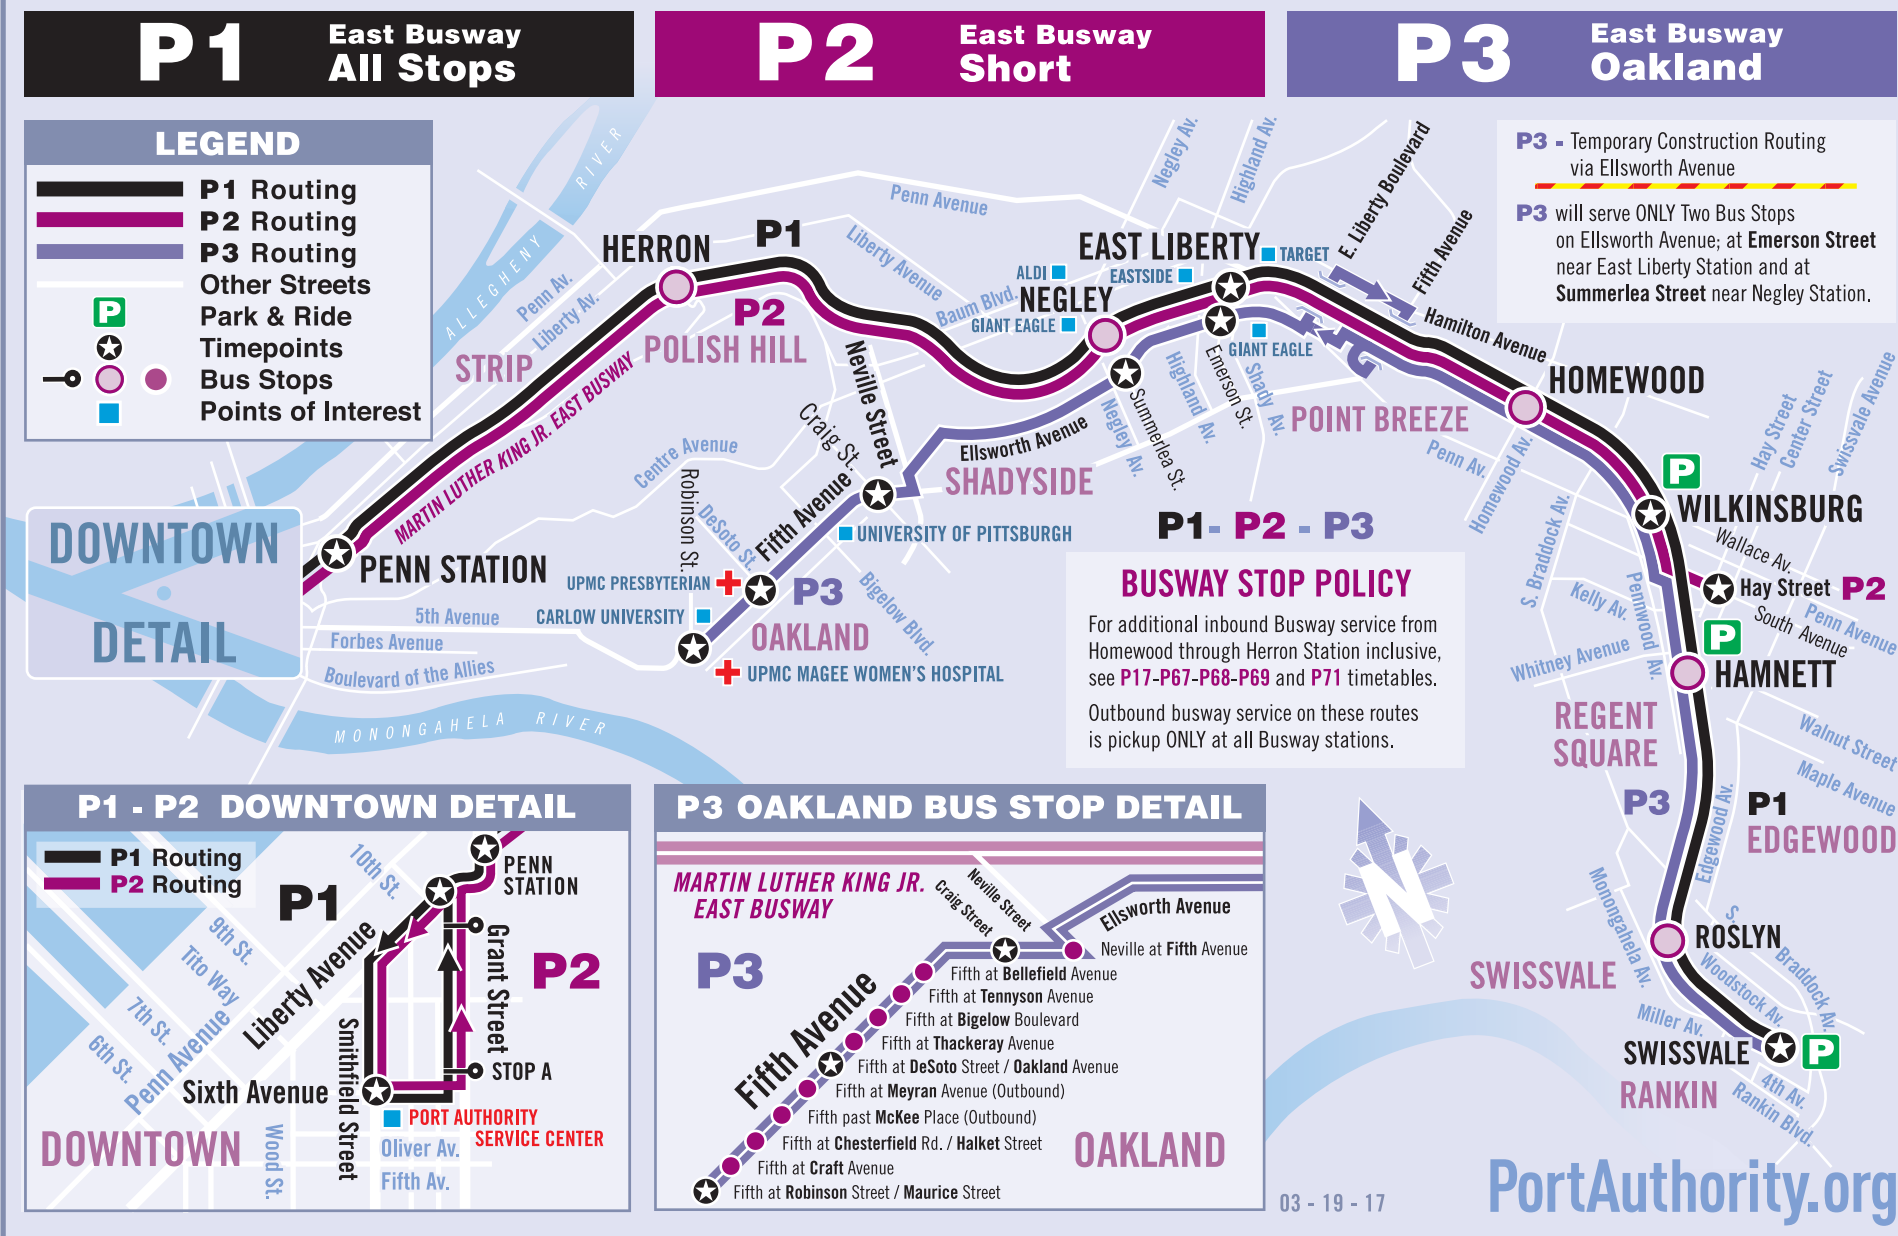 P1 East Busway
All Stops
P2 East Busway
Short
P3 East Busway
Oakland
LEGEND
P1 Routing
P2 Routing
P3 Routing
Other Streets
P Park & Ride
Timepoints
Bus Stops
Points of Interest
P3 - Temporary Construction Routing
via Ellsworth Avenue
P3 will serve ONLY Two Bus Stops
on Ellsworth Avenue; at Emerson Street
near East Liberty Station and at
Summerlea Street near Negley Station.
ALLEGHENY RIVER
Penn Av.
Liberty Av.
STRIP
HERRON
P1
P2
POLISH HILL
MARTIN LUTHER KING JR. EAST BUSWAY
Penn Avenue
Liberty Avenue
Baum Blvd.
Negley Av.
Highland Av.
E. Liberty Boulevard
Fifth Avenue
Hamilton Avenue
EAST LIBERTY
TARGET
ALDI
EASTSIDE
NEGLEY
GIANT EAGLE
GIANT EAGLE
Neville Street
Craig St.
Centre Avenue
Robinson St.
DeSoto St.
Fifth Avenue
Ellsworth Avenue
SHADYSIDE
Negley Av.
Summerlea St.
Highland Av.
Emerson St.
Shady Av.
POINT BREEZE
HOMEWOOD
Penn Av.
Homewood Av.
Hay Street
Center Street
Swissvale Avenue
P
WILKINSBURG
Wallace Av.
Hay Street P2
Penn Avenue
South Avenue
P
HAMNETT
S. Braddock Av.
Kelly Av.
Pennwood Av.
Whitney Avenue
REGENT
SQUARE
Walnut Street
Maple Avenue
P3
P1
EDGEWOOD
Edgewood Av.
Monongahela Av.
ROSLYN
SWISSVALE
S. Braddock Av.
Woodstock Av.
Miller Av.
SWISSVALE
P
RANKIN
4th Av.
Rankin Blvd.
DOWNTOWN
DETAIL
PENN STATION
UPMC PRESBYTERIAN
CARLOW UNIVERSITY
UNIVERSITY OF PITTSBURGH
P3
OAKLAND
Bigelow Blvd.
UPMC MAGEE WOMEN'S HOSPITAL
5th Avenue
Forbes Avenue
Boulevard of the Allies
MONONGAHELA RIVER
P1 - P2 - P3
BUSWAY STOP POLICY
For additional inbound Busway service from
Homewood through Herron Station inclusive,
see P17-P67-P68-P69 and P71 timetables.
Outbound busway service on these routes
is pickup ONLY at all Busway stations.
N
P1 - P2 DOWNTOWN DETAIL
P1 Routing
P2 Routing
P1
10th St.
PENN
STATION
9th St.
Tito Way
7th St.
6th St.
Penn Avenue
Liberty Avenue
Grant Street
P2
Smithfield Street
STOP A
Sixth Avenue
PORT AUTHORITY
SERVICE CENTER
DOWNTOWN
Wood St.
Oliver Av.
Fifth Av.
P3 OAKLAND BUS STOP DETAIL
MARTIN LUTHER KING JR.
EAST BUSWAY
Craig Street
Neville Street
Ellsworth Avenue
P3
Neville at Fifth Avenue
Fifth at Bellefield Avenue
Fifth at Tennyson Avenue
Fifth at Bigelow Boulevard
Fifth at Thackeray Avenue
Fifth at DeSoto Street / Oakland Avenue
Fifth at Meyran Avenue (Outbound)
Fifth past McKee Place (Outbound)
Fifth at Chesterfield Rd. / Halket Street
Fifth at Craft Avenue
Fifth at Robinson Street / Maurice Street
Fifth Avenue
OAKLAND
03 - 19 - 17
PortAuthority.org